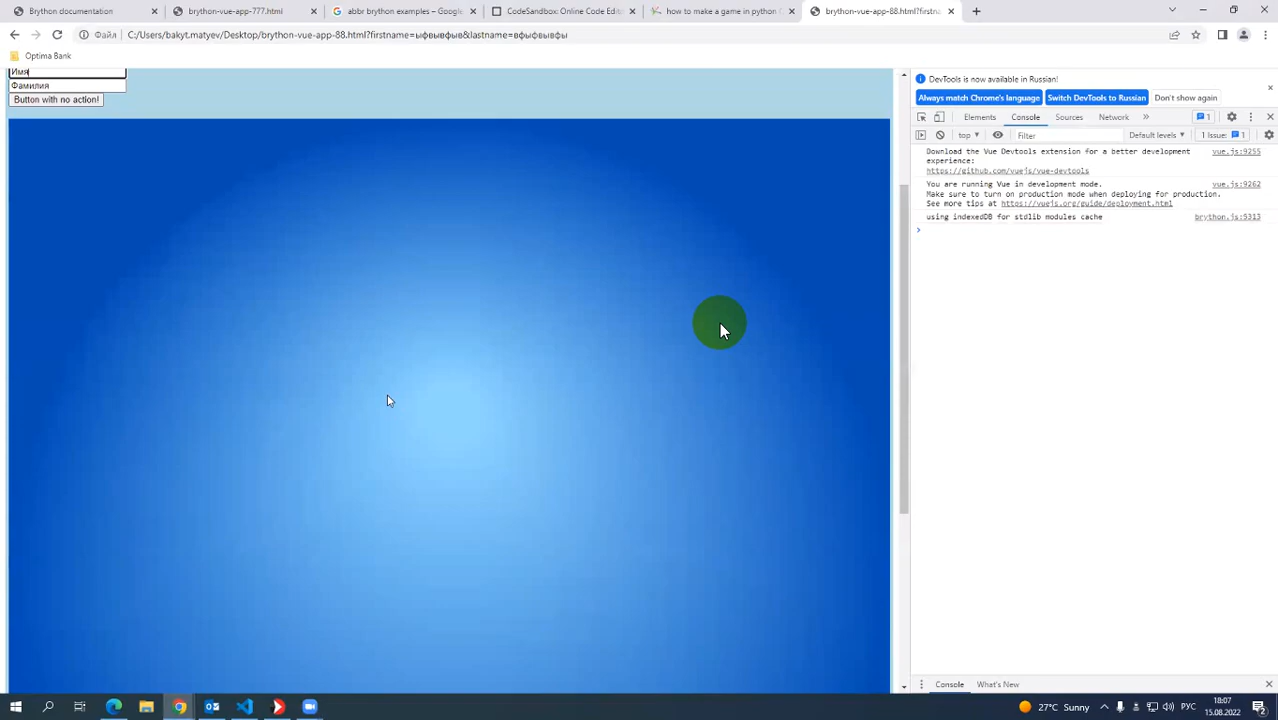 Brython documentation
brython-vue-app-777.html
abbr brython examples – Google
CodeSandbox: Online Code Edit
how to make a game in python
brython-vue-app-88.html?firstn
Файл
C:/Users/bakyt.matyev/Desktop/brython-vue-app-88.html?firstname=ыфвывфыв&lastname=вфыфвывфы
Optima Bank
Имя
Фамилия
Button with no action!
DevTools is now available in Russian!
Always match Chrome's language
Switch DevTools to Russian
Don't show again
Elements
Console
Sources
Network
»
1
top
Filter
Default levels
1 Issue:
1
Download the Vue Devtools extension for a better development vue.js:9255
experience:
https://github.com/vuejs/vue-devtools
You are running Vue in development mode. vue.js:9262
Make sure to turn on production mode when deploying for production.
See more tips at https://vuejs.org/guide/deployment.html
using indexedDB for stdlib modules cache brython.js:5313
Console
What's New
27°C Sunny
РУС
18:07
15.08.2022